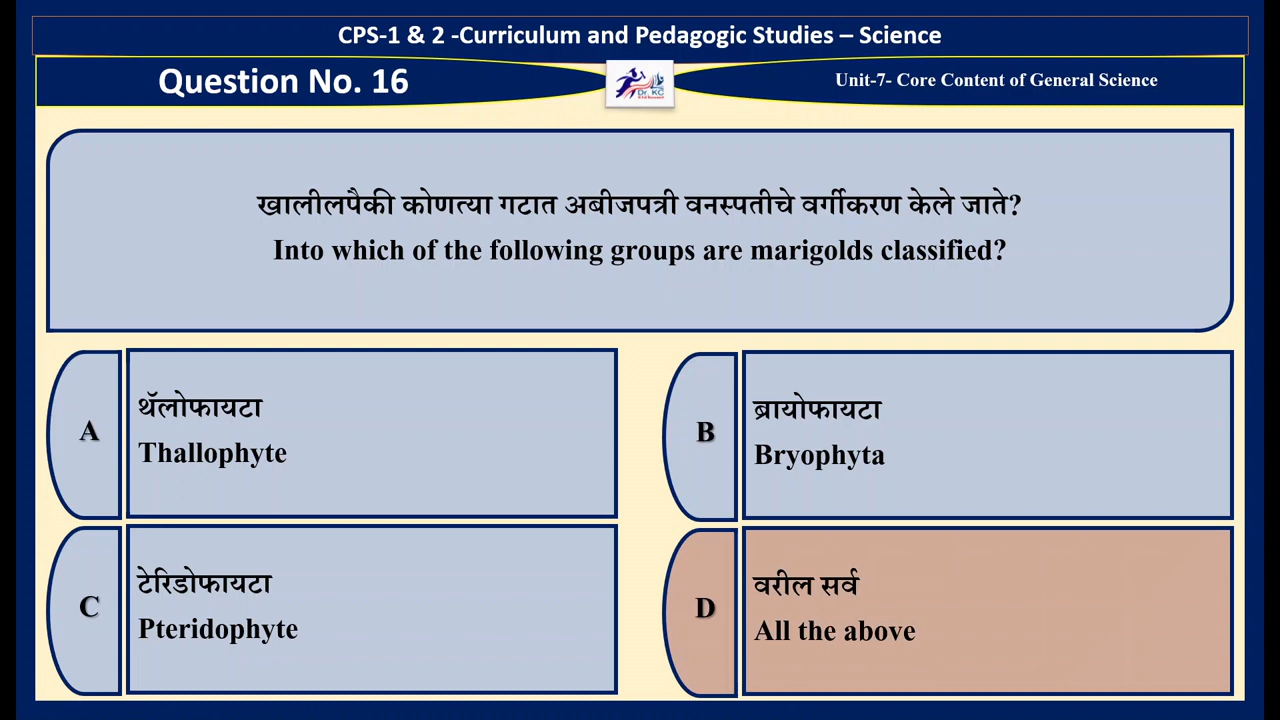 CPS-1 & 2 -Curriculum and Pedagogic Studies – Science
Question No. 16
Dr. KC
Unit-7- Core Content of General Science
खालीलपैकी कोणत्या गटात अबीजपत्री वनस्पतीचे वर्गीकरण केले जाते?
Into which of the following groups are marigolds classified?
A
थॅलोफायटा
Thallophyte
B
ब्रायोफायटा
Bryophyta
C
टेरिडोफायटा
Pteridophyte
D
वरील सर्व
All the above